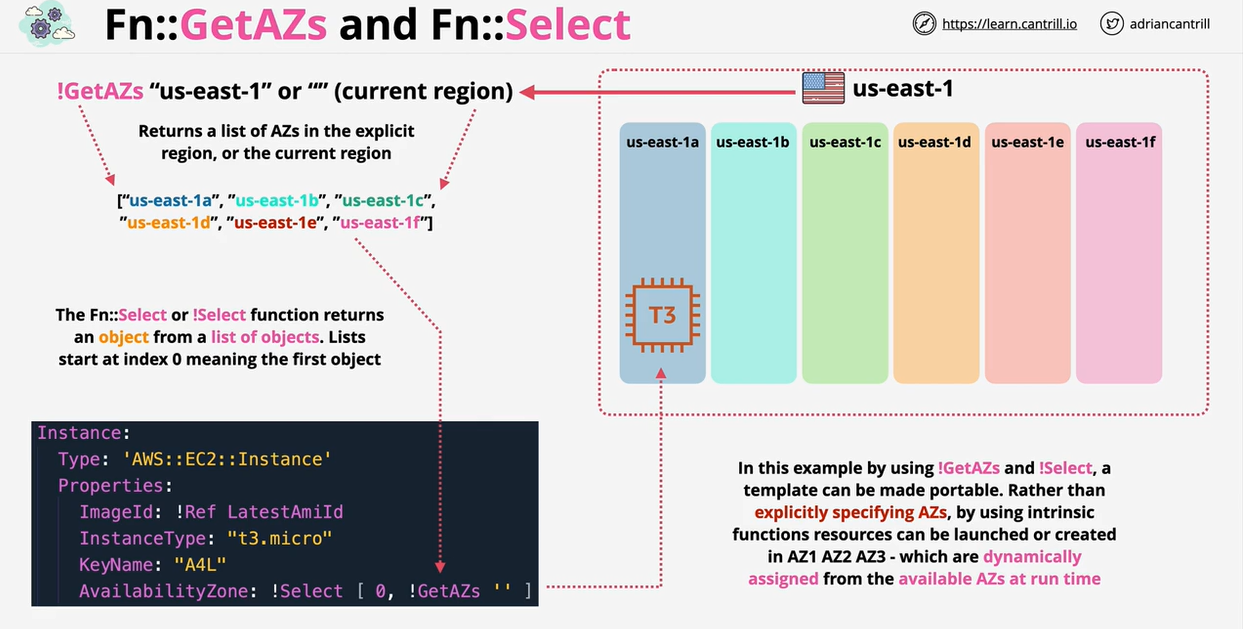 Fn::GetAZs and Fn::Select
https://learn.cantrill.io
adriancantrill
!GetAZs “us-east-1” or “” (current region)
Returns a list of AZs in the explicit
region, or the current region
["us-east-1a", "us-east-1b", "us-east-1c",
"us-east-1d", "us-east-1e", "us-east-1f"]
us-east-1
us-east-1a
us-east-1b
us-east-1c
us-east-1d
us-east-1e
us-east-1f
T3
The Fn::Select or !Select function returns
an object from a list of objects. Lists
start at index 0 meaning the first object
Instance:
Type: 'AWS::EC2::Instance'
Properties:
ImageId: !Ref LatestAmiId
InstanceType: "t3.micro"
KeyName: "A4L"
AvailabilityZone: !Select [ 0, !GetAZs '' ]
In this example by using !GetAZs and !Select, a
template can be made portable. Rather than
explicitly specifying AZs, by using intrinsic
functions resources can be launched or created
in AZ1 AZ2 AZ3 - which are dynamically
assigned from the available AZs at run time